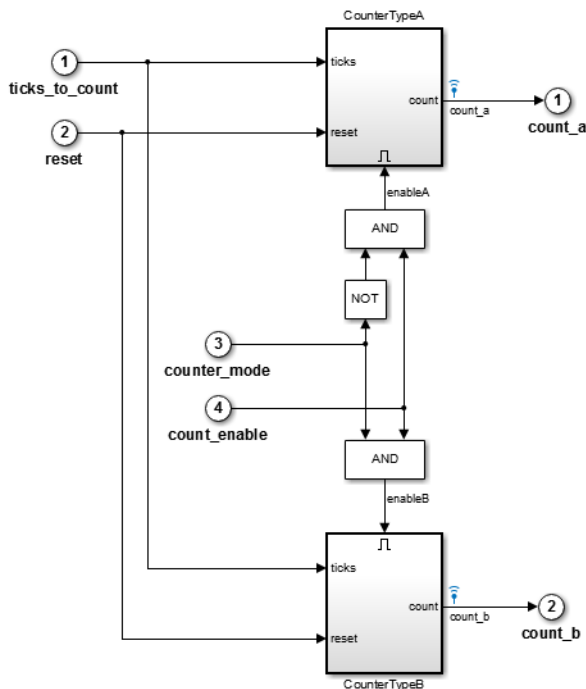 CounterTypeA
1
ticks_to_count
ticks
count
count_a
1
count_a
2
reset
reset
enableA
AND
NOT
3
counter_mode
4
count_enable
AND
enableB
ticks
count
count_b
2
count_b
reset
CounterTypeB